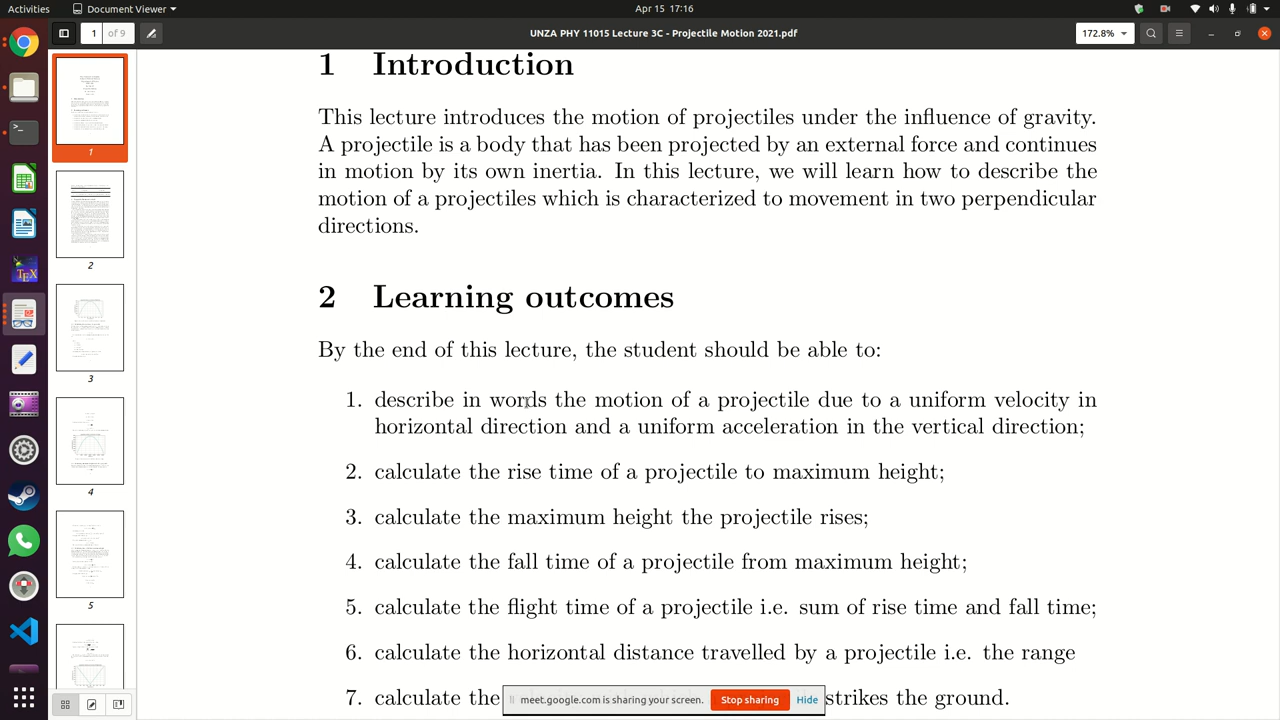 Activities
Document Viewer
Apr 15 17:16
1 of 9
UNZA PHY 11015 Lecture 3C - Projectile Motion 2021.pdf
172.8%
1
2
3
4
5
1 Introduction
This lecture introduces the motion of projectiles under the influence of gravity.
A projectile is a body that has been projected by an external force and continues
in motion by its own inertia. In this lecture, we will learn how to describe the
motion of a projectiles which is characterized to movement in two perpendicular
directions.
2 Learning outcomes
By the end of this lecture, the student should be able to:
1. describe in words the motion of a projectile due to a uniform velocity in
horizontal direction and a uniform acceleration in the vertical direction;
2. calculate the rise time of a projectile to maximum height;
3. calculate the maximum height the projectile rises;
4. calculate the fall time of a projectile from maximum height;
5. calculate the flight time of a projectile i.e. sum of rise time and fall time;
6. calculate the horizontal distance travelled by a projectile i.e. the range
7. calculate the strikes the ground.
meet.google.com is sharing your screen.
Stop sharing
Hide